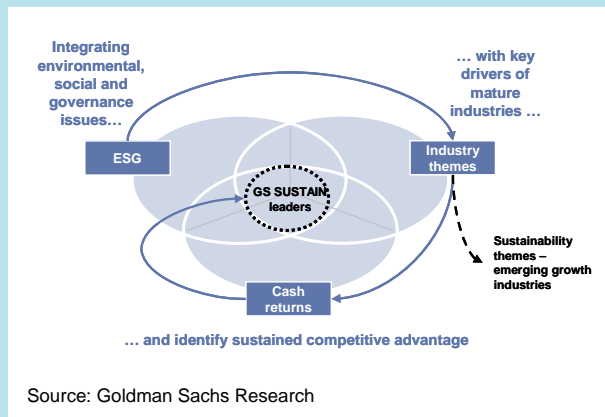 Integrating
environmental,
social and
governance
issues…
… with key
drivers of
mature
industries …
ESG
Industry
themes
GS SUSTAIN
leaders
Sustainability
themes –
emerging growth
industries
Cash
returns
… and identify sustained competitive advantage
Source: Goldman Sachs Research